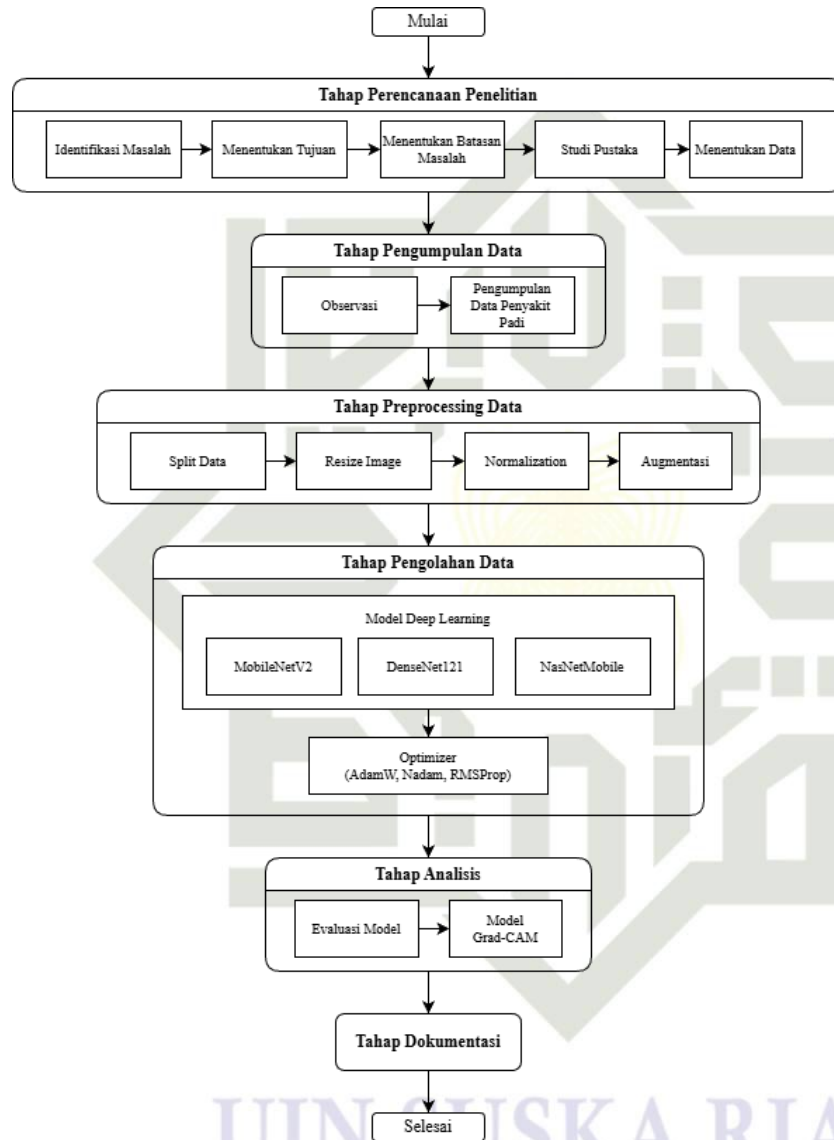 Mulai
Tahap Perencanaan Penelitian
Identifikasi Masalah
Menentukan Tujuan
Menentukan Batasan
Masalah
Studi Pustaka
Menentukan Data
Tahap Pengumpulan Data
Observasi
Pengumpulan
Data Penyakit
Padi
Tahap Preprocessing Data
Split Data
Resize Image
Normalization
Augmentasi
Tahap Pengolahan Data
Model Deep Learning
MobileNetV2
DenseNet121
NasNetMobile
Optimizer
(AdamW, Nadam, RMSProp)
Tahap Analisis
Evaluasi Model
Model
Grad-CAM
Tahap Dokumentasi
Selesai
UIN SUSKA RIA